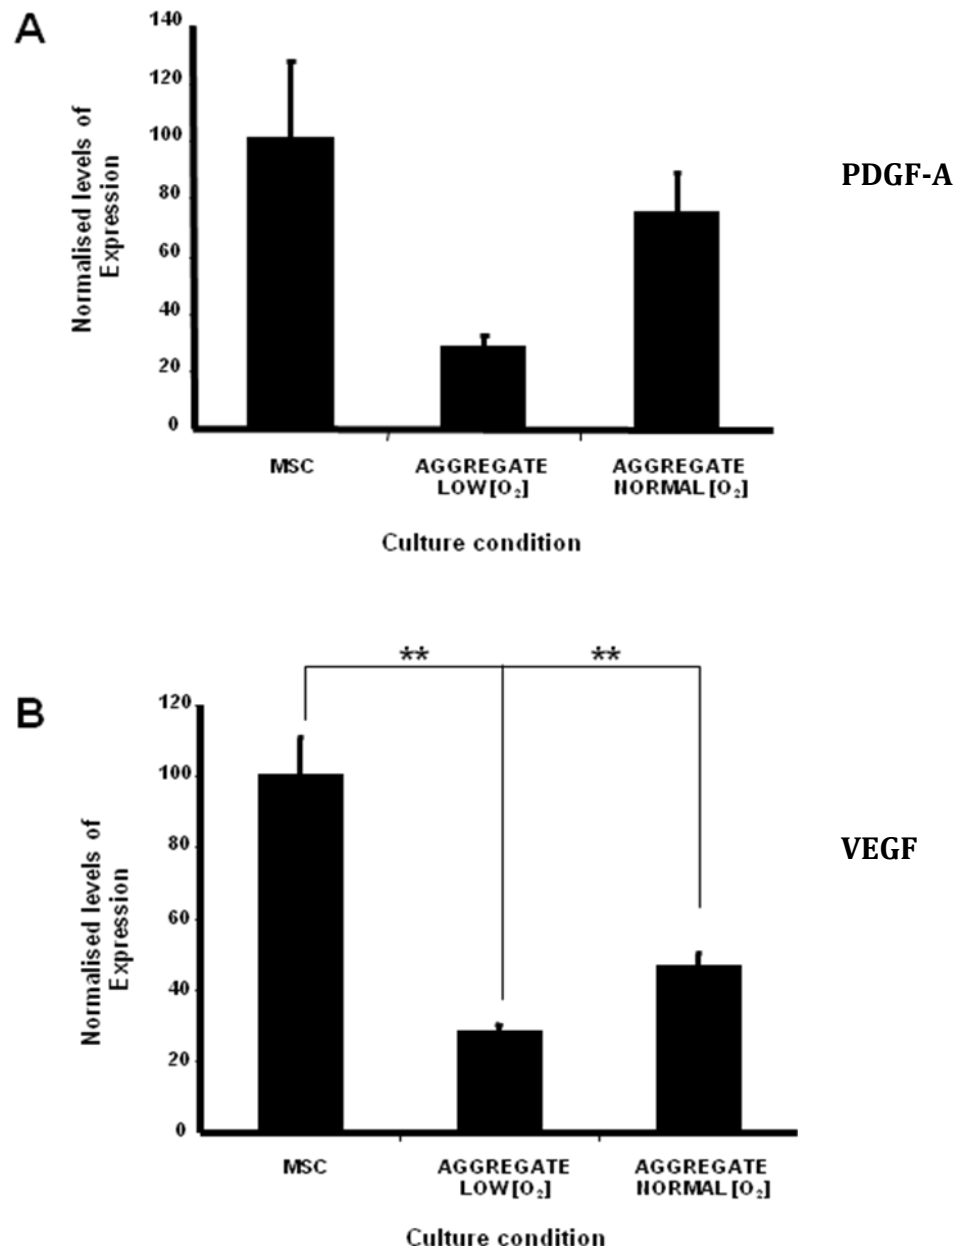 A
140
120
100
80
60
40
20
0
Normalised levels of
Expression
PDGF-A
MSC
AGGREGATE
LOW [O₂]
AGGREGATE
NORMAL [O₂]
Culture condition
B
**
**
120
100
80
60
40
20
0
Normalised levels of
Expression
VEGF
MSC
AGGREGATE
LOW [O₂]
AGGREGATE
NORMAL [O₂]
Culture condition